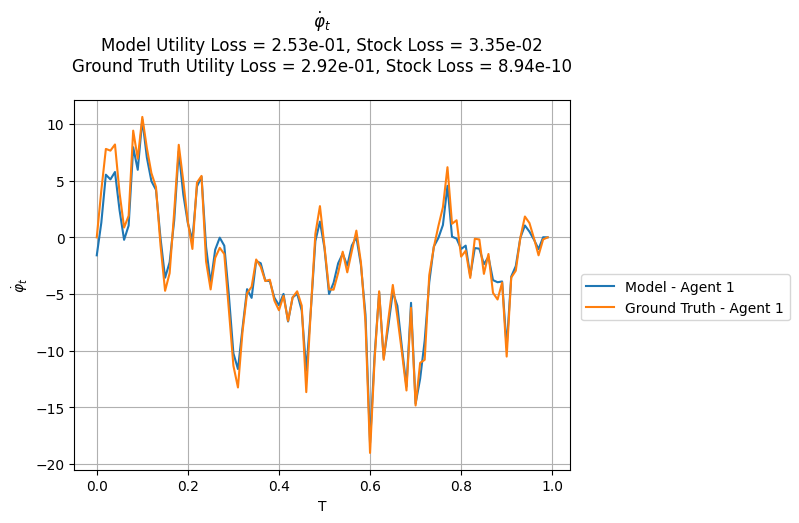 φ̇ₜ
Model Utility Loss = 2.53e-01, Stock Loss = 3.35e-02
Ground Truth Utility Loss = 2.92e-01, Stock Loss = 8.94e-10
10
5
0
−5
−10
−15
−20
φ̇ₜ
0.0 0.2 0.4 0.6 0.8 1.0
T
Model - Agent 1
Ground Truth - Agent 1